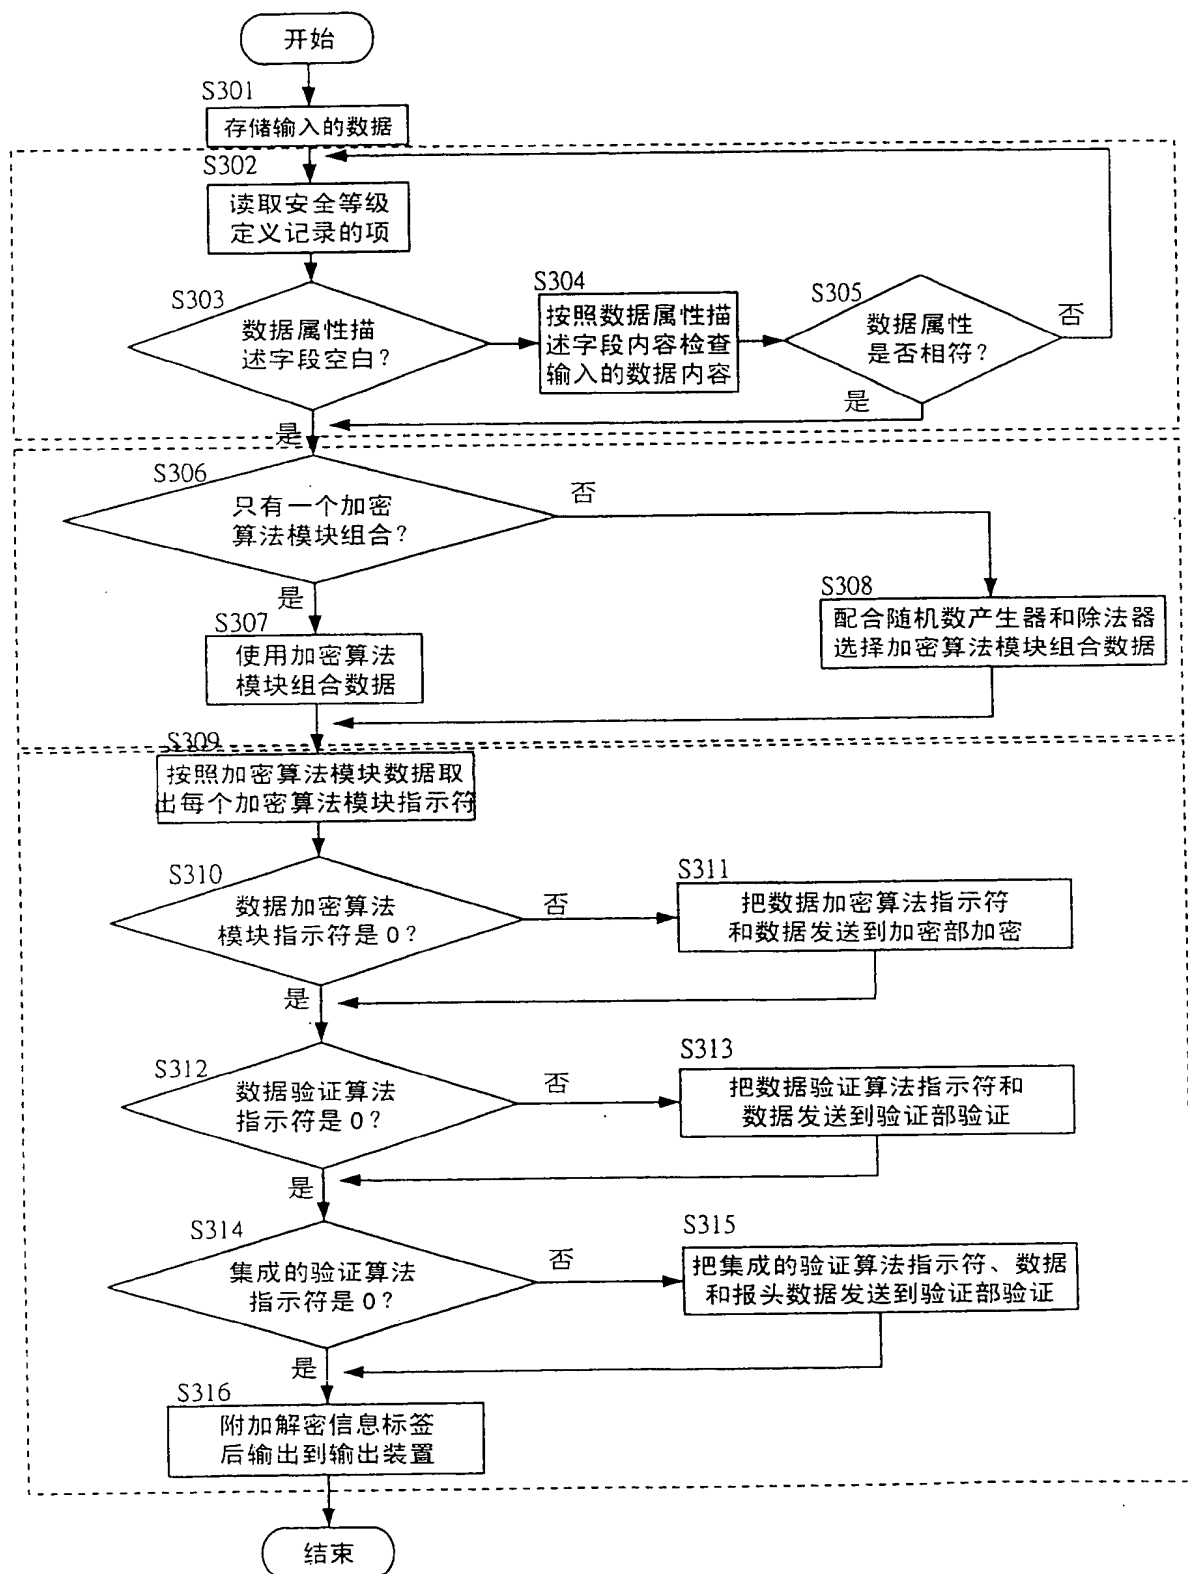 开始
S301
存储输入的数据
S302
读取安全等级
定义记录的项
S303
数据属性描
述字段空白?
S304
按照数据属性描
述字段内容检查
输入的数据内容
S305
数据属性
是否相符?
否
是
是
S306
只有一个加密
算法模块组合?
否
是
S307
使用加密算法
模块组合数据
S308
配合随机数产生器和除法器
选择加密算法模块组合数据
S309
按照加密算法模块数据取
出每个加密算法模块指示符
S310
数据加密算法
模块指示符是0?
否
S311
把数据加密算法指示符
和数据发送到加密部加密
是
S312
数据验证算法
指示符是0?
否
S313
把数据验证算法指示符和
数据发送到验证部验证
是
S314
集成的验证算法
指示符是0?
否
S315
把集成的验证算法指示符、数据
和报头数据发送到验证部验证
是
S316
附加解密信息标签
后输出到输出装置
结束